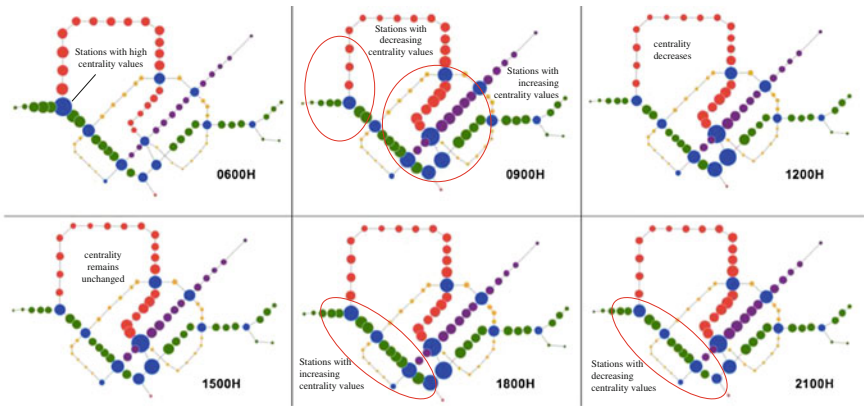 Stations with high
centrality values
0600H
Stations with
decreasing
centrality values
Stations with
increasing
centrality values
0900H
centrality
decreases
1200H
centrality
remains
unchanged
1500H
Stations with
increasing
centrality values
1800H
Stations with
decreasing
centrality values
2100H